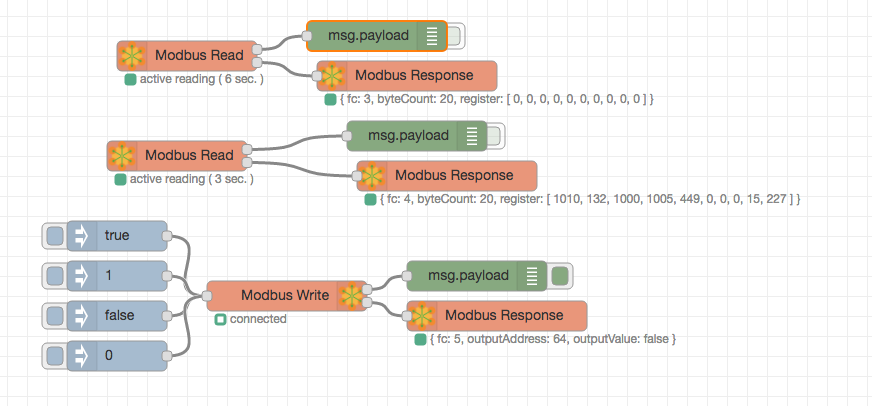 msg.payload
Modbus Read
active reading ( 6 sec. )
Modbus Response
{ fc: 3, byteCount: 20, register: [ 0, 0, 0, 0, 0, 0, 0, 0, 0, 0 ] }
msg.payload
Modbus Read
active reading ( 3 sec. )
Modbus Response
{ fc: 4, byteCount: 20, register: [ 1010, 132, 1000, 1005, 449, 0, 0, 0, 15, 227 ] }
true
1
false
0
Modbus Write
connected
msg.payload
Modbus Response
{ fc: 5, outputAddress: 64, outputValue: false }